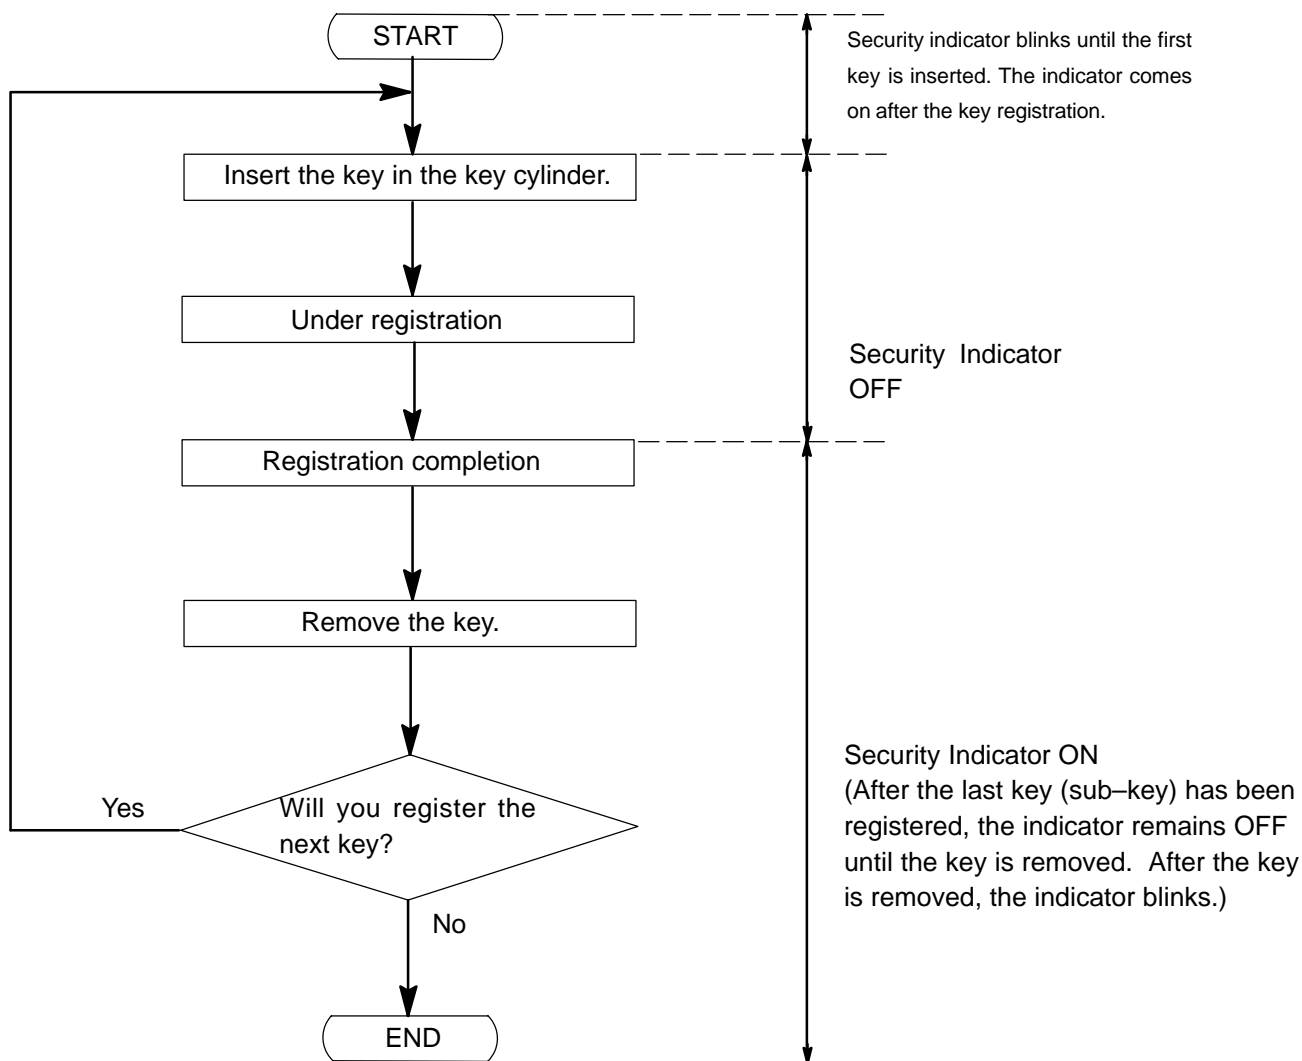 START
Security indicator blinks until the first
key is inserted. The indicator comes
on after the key registration.
Insert the key in the key cylinder.
Under registration
Security Indicator
OFF
Registration completion
Remove the key.
Security Indicator ON
(After the last key (sub–key) has been
registered, the indicator remains OFF
until the key is removed. After the key
is removed, the indicator blinks.)
Yes
Will you register the
next key?
No
END